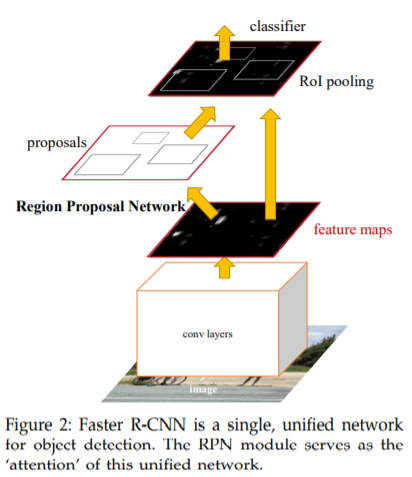 classifier
RoI pooling
proposals
Region Proposal Network
feature maps
conv layers
image
Figure 2: Faster R-CNN is a single, unified network
for object detection. The RPN module serves as the
‘attention’ of this unified network.